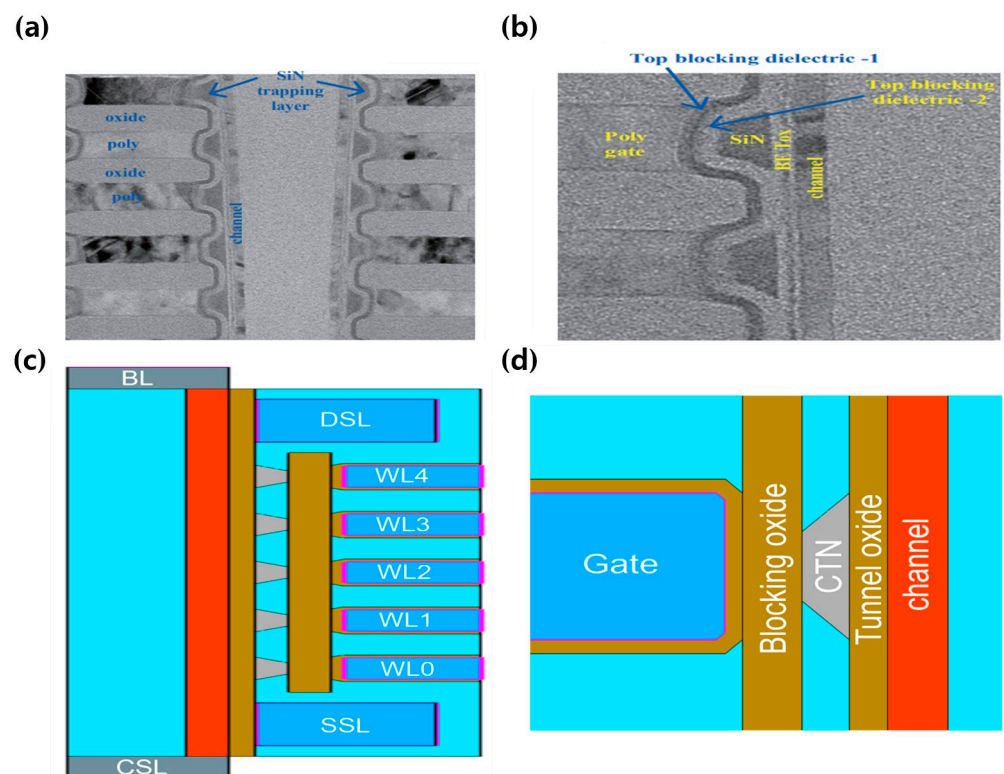 (a)
SiN
trapping
layer
oxide
poly
oxide
poly
channel
(b)
Top blocking dielectric -1
Top blocking
dielectric -2
Poly
gate
SiN
BE Tox
channel
(c)
BL
DSL
WL4
WL3
WL2
WL1
WL0
SSL
CSL
(d)
Gate
Blocking oxide
CTN
Tunnel oxide
channel